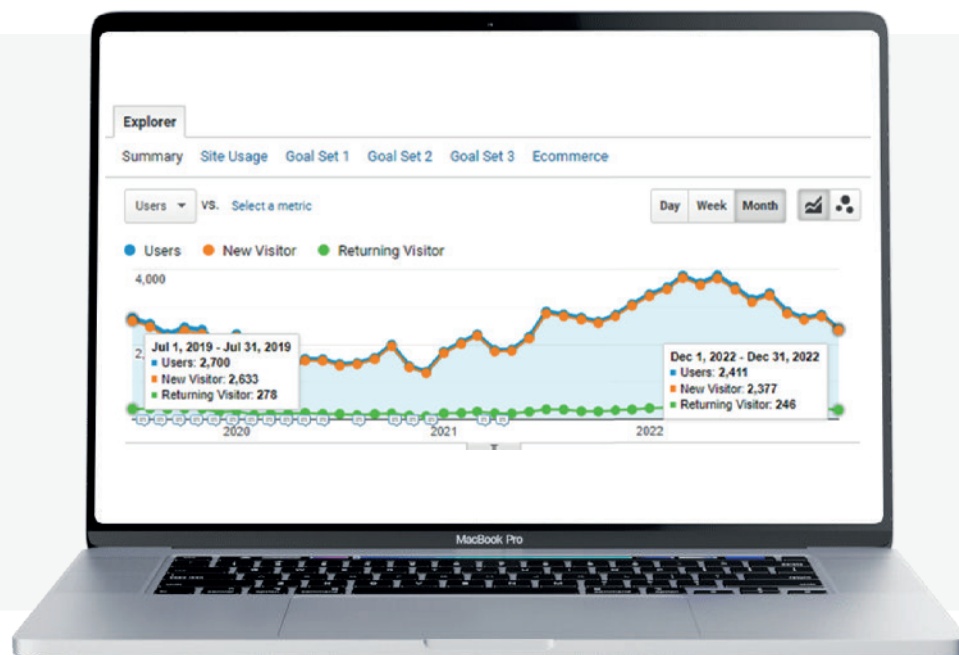 Explorer
Summary Site Usage Goal Set 1 Goal Set 2 Goal Set 3 Ecommerce
Users VS. Select a metric Day Week Month
Users New Visitor Returning Visitor
4,000
2,
Jul 1, 2019 - Jul 31, 2019
Users: 2,700
New Visitor: 2,633
Returning Visitor: 278
Dec 1, 2022 - Dec 31, 2022
Users: 2,411
New Visitor: 2,377
Returning Visitor: 246
2020 2021 2022
MacBook Pro